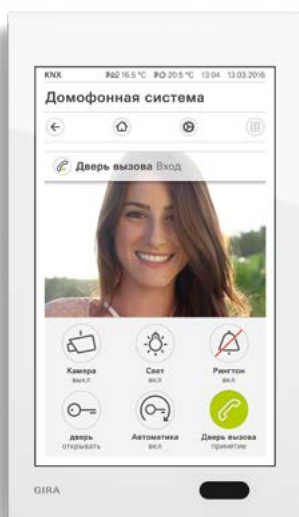 KNX 16.5 °C 20.5 °C 13:04 13.03.2016
Домофонная система
Дверь вызова Вход
Камера Свет Рингтон
выкл вкл вкл
дверь Автоматика Дверь вызова
открывать вкл принятие
GIRA